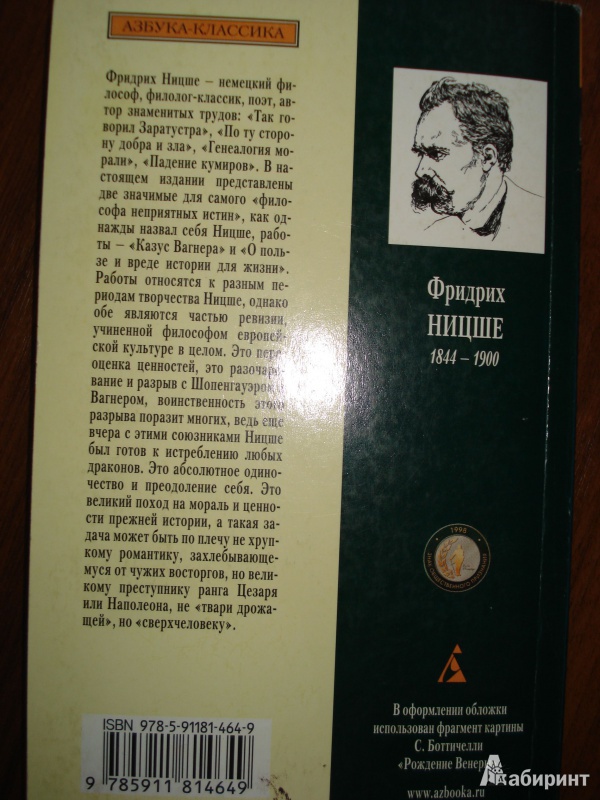 АЗБУКА-КЛАССИКА
Фридрих Ницше – немецкий фи-
лософ, филолог-классик, поэт, ав-
тор знаменитых трудов: «Так го-
ворил Заратустра», «По ту сторо-
ну добра и зла», «Генеалогия мо-
рали», «Падение кумиров». В на-
стоящем издании представлены
две значимые для самого «фило-
софа неприятных истин», как од-
нажды назвал себя Ницше, рабо-
ты – «Казус Вагнера» и «О поль-
зе и вреде истории для жизни».
Работы относятся к разным пе-
риодам творчества Ницше, однако
обе являются частью ревизии,
учиненной философом европей-
ской культуре в целом. Это пере-
оценка ценностей, это разочаро-
вание и разрыв с Шопенгауэром и
Вагнером, воинственность этого
разрыва поразит многих, ведь еще
вчера с этими союзниками Ницше
был готов к истреблению любых
драконов. Это абсолютное одино-
чество и преодоление себя. Это
великий поход на мораль и ценно-
сти прежней истории, а такая за-
дача может быть по плечу не хруп-
кому романтику, захлебывающе-
муся от чужих восторгов, но вели-
кому преступнику ранга Цезаря
или Наполеона, не «твари дрожа-
щей», но «сверхчеловеку».
ISBN 978-5-91181-464-9
9 785911 814649
Фридрих
НИЦШЕ
1844 – 1900
1998
ЗНАК ОБЩЕСТВЕННОГО ПРИЗНАНИЯ
В оформлении обложки
использован фрагмент картины
С. Боттичелли
«Рождение Венеры»
www.azbooka.ru
Лабиринт